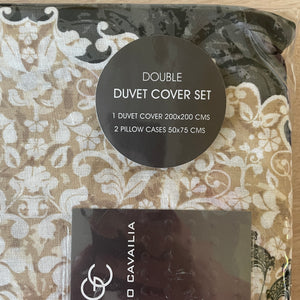 DOUBLE
DUVET COVER SET
1 DUVET COVER 200x200 CMS
2 PILLOW CASES 50x75 CMS
O CAVAILIA